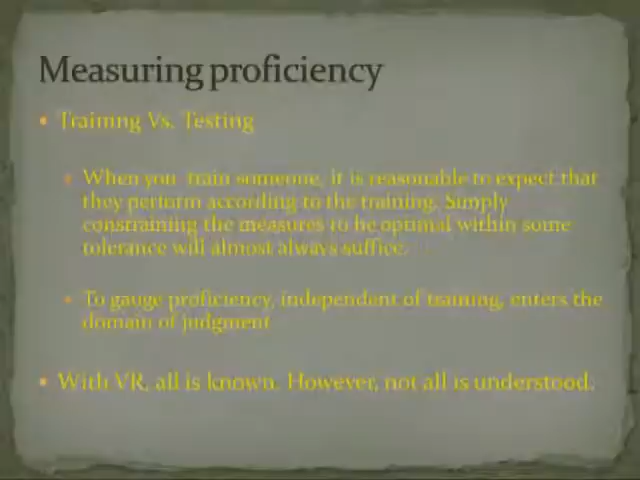 Measuring proficiency
• Training Vs. Testing
• When you train someone, it is reasonable to expect that
they perform according to the training. Simply
constraining the measures to be optimal within some
tolerance will almost always suffice.
• To gauge proficiency, independent of training, enters the
domain of judgment
• With VR, all is known. However, not all is understood.